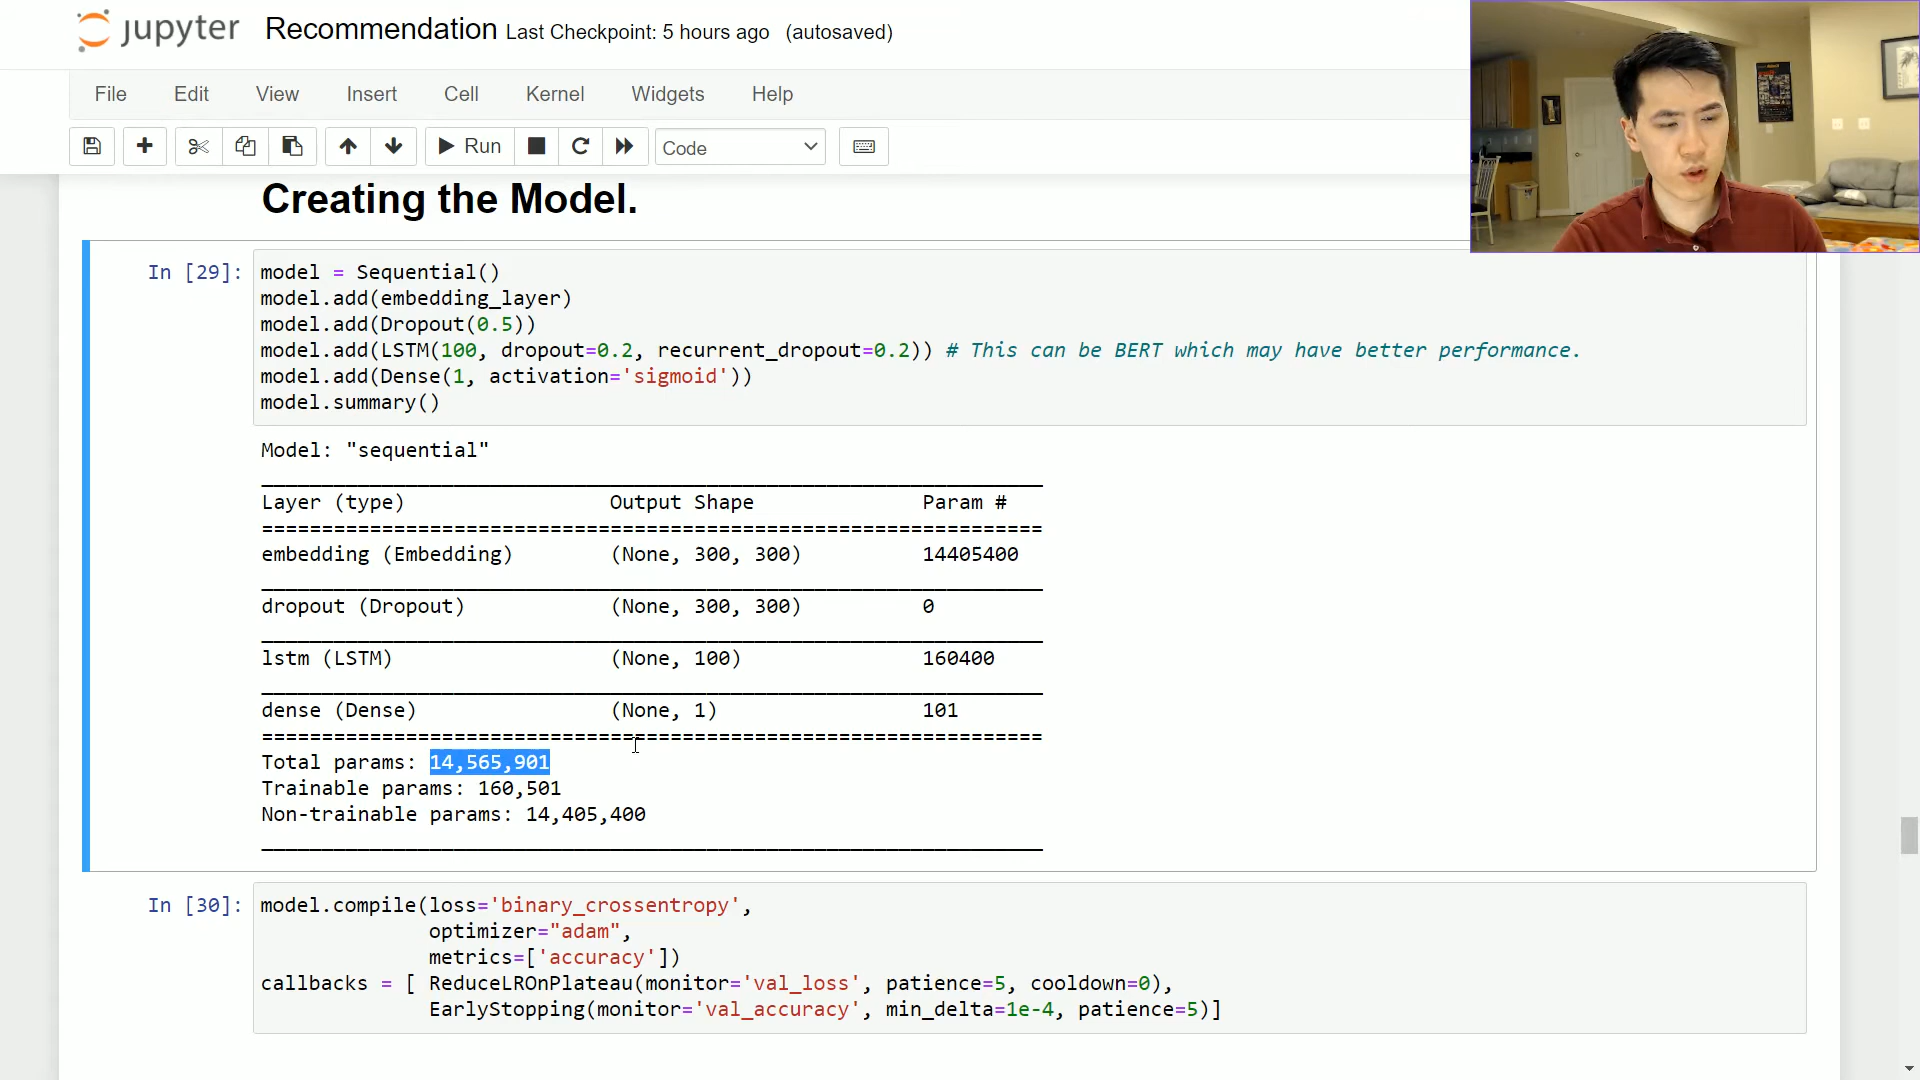 jupyter Recommendation Last Checkpoint: 5 hours ago (autosaved)
File Edit View Insert Cell Kernel Widgets Help
Run Code
Creating the Model.
In [29]: model = Sequential()
model.add(embedding_layer)
model.add(Dropout(0.5))
model.add(LSTM(100, dropout=0.2, recurrent_dropout=0.2)) # This can be BERT which may have better performance.
model.add(Dense(1, activation='sigmoid'))
model.summary()
Model: "sequential"
Layer (type) Output Shape Param #
=================================================================
embedding (Embedding) (None, 300, 300) 14405400
dropout (Dropout) (None, 300, 300) 0
lstm (LSTM) (None, 100) 160400
dense (Dense) (None, 1) 101
=================================================================
Total params: 14,565,901
Trainable params: 160,501
Non-trainable params: 14,405,400
In [30]: model.compile(loss='binary_crossentropy',
optimizer="adam",
metrics=['accuracy'])
callbacks = [ ReduceLROnPlateau(monitor='val_loss', patience=5, cooldown=0),
EarlyStopping(monitor='val_accuracy', min_delta=1e-4, patience=5)]